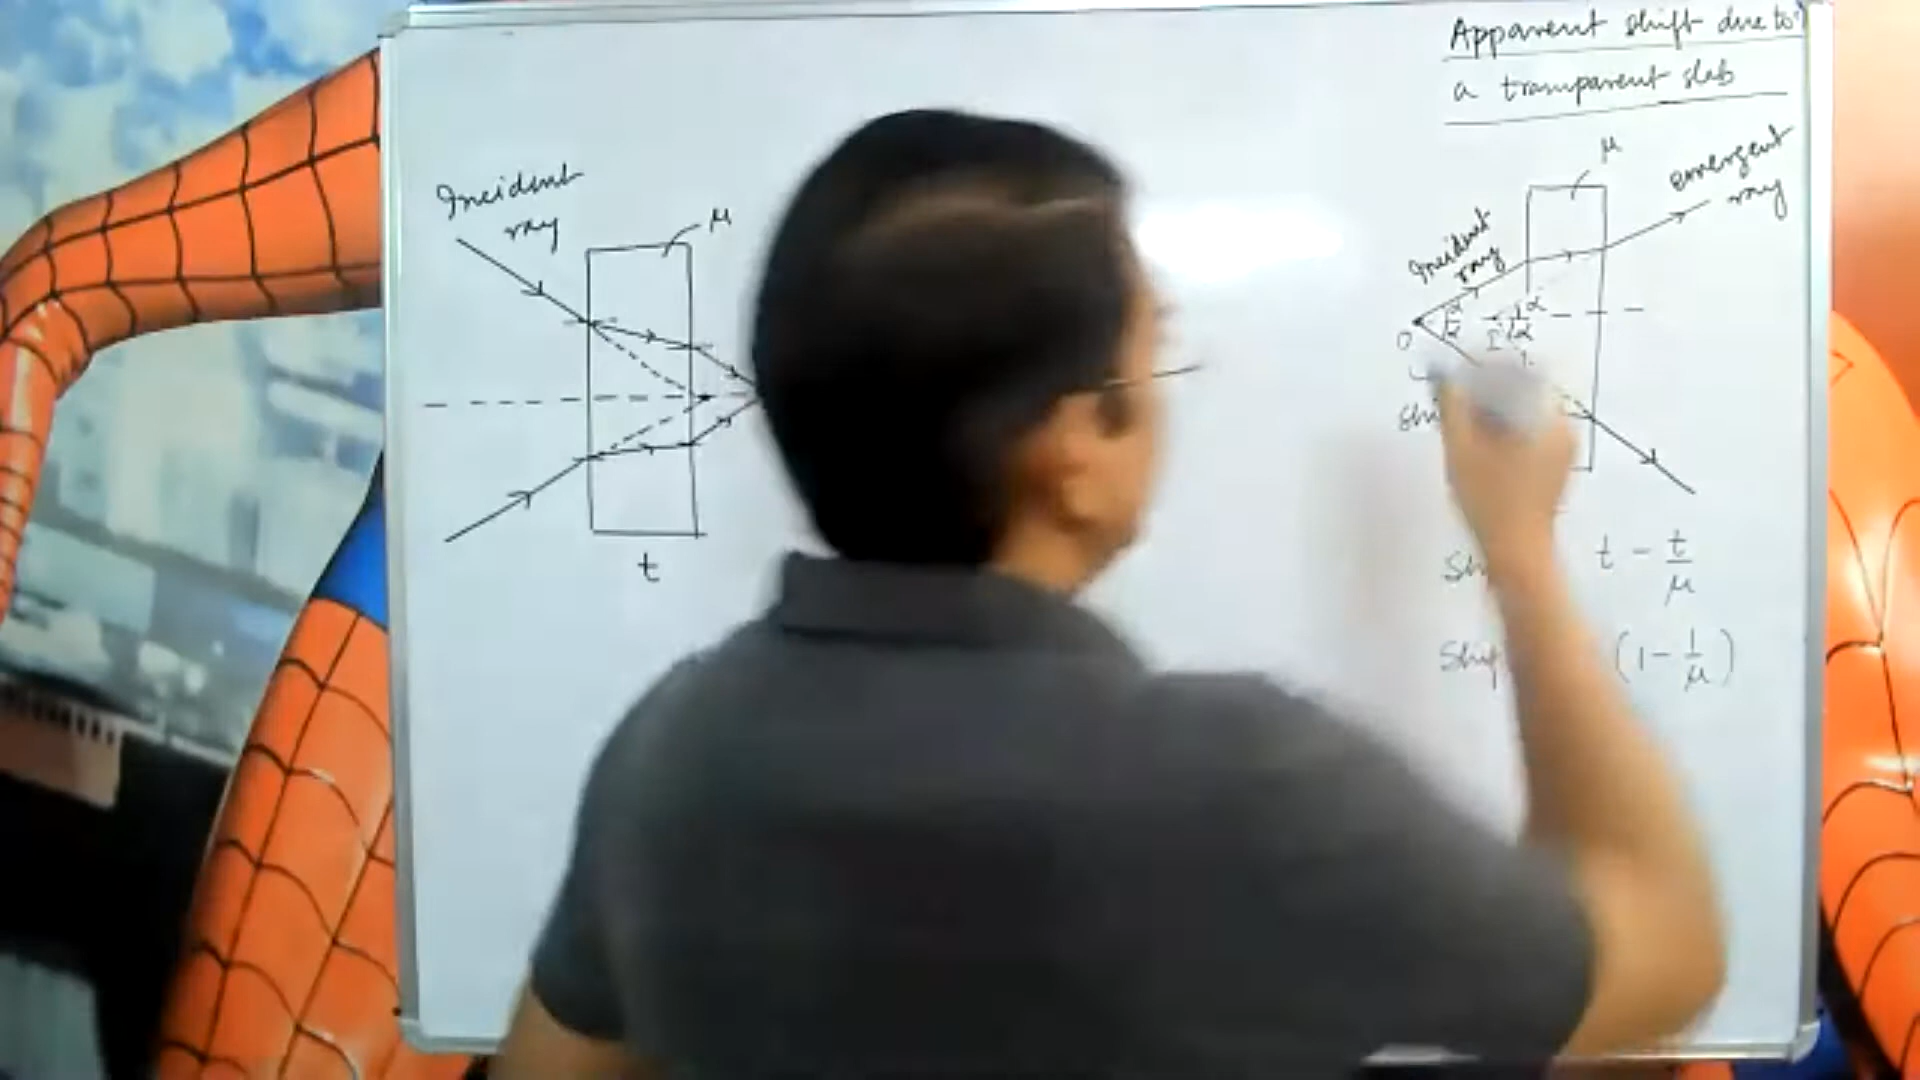 Apparent shift due to
a transparent slab
Incident
ray
μ
t
μ
emergent
ray
Incident
ray
α
α
α
α
O
I
t - t/μ
(1 - 1/μ)